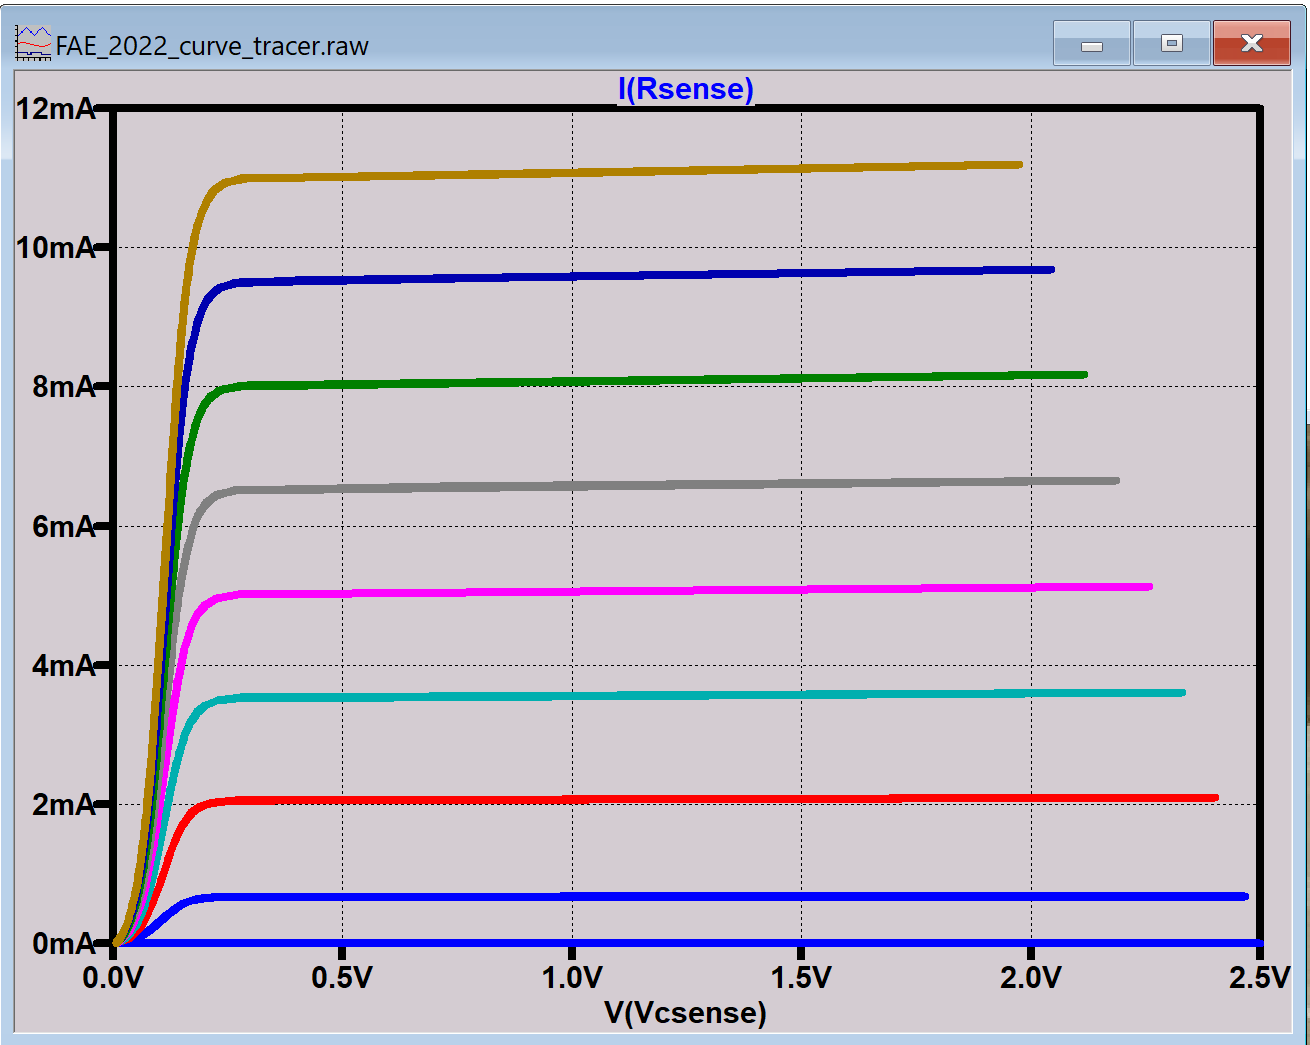 FAE_2022_curve_tracer.raw
I(Rsense)
12mA
10mA
8mA
6mA
4mA
2mA
0mA
0.0V 0.5V 1.0V 1.5V 2.0V 2.5V
V(Vcsense)